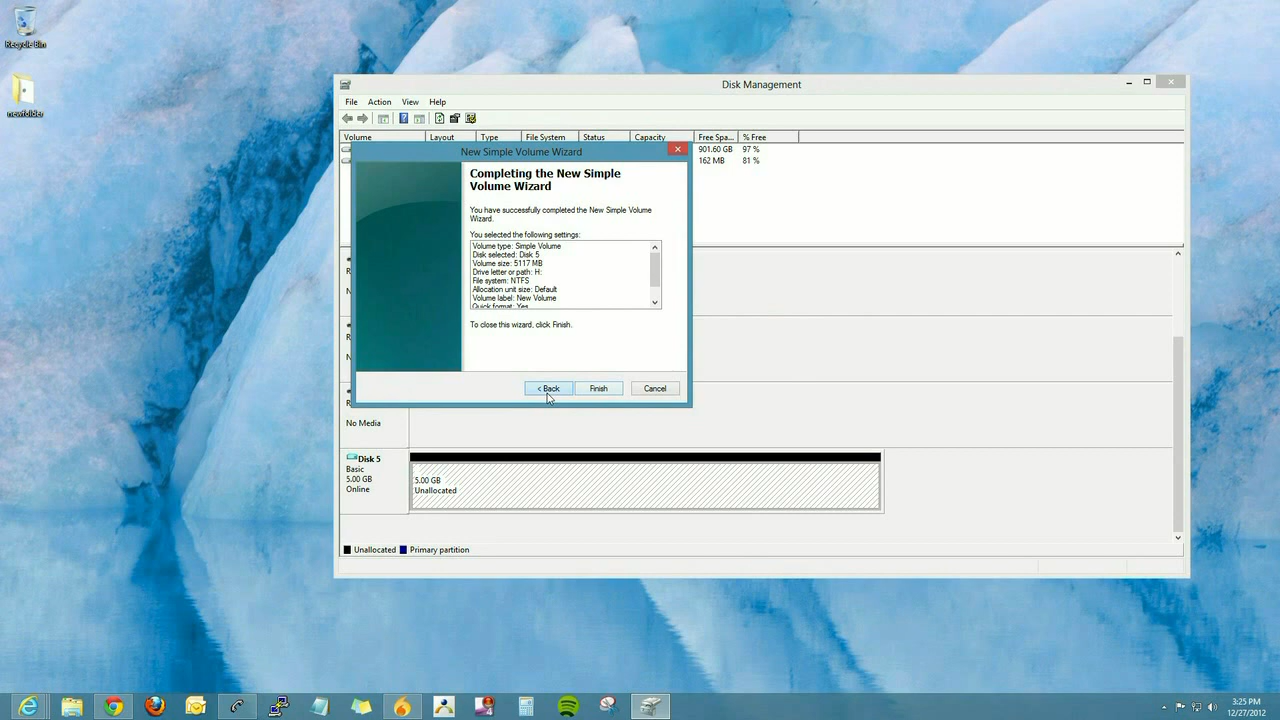 Recycle Bin
newfolder
Disk Management
File Action View Help
Volume Layout Type File System Status Capacity Free Spa... % Free
901.60 GB 97 %
162 MB 81 %
New Simple Volume Wizard
Completing the New Simple
Volume Wizard
You have successfully completed the New Simple Volume
Wizard.
You selected the following settings:
Volume type: Simple Volume
Disk selected: Disk 5
Volume size: 5117 MB
Drive letter or path: H:
File system: NTFS
Allocation unit size: Default
Volume label: New Volume
Quick format: Yes
To close this wizard, click Finish.
< Back Finish Cancel
R
N
R
N
R
No Media
Disk 5
Basic
5.00 GB
Online
5.00 GB
Unallocated
Unallocated Primary partition
3:25 PM
12/27/2012